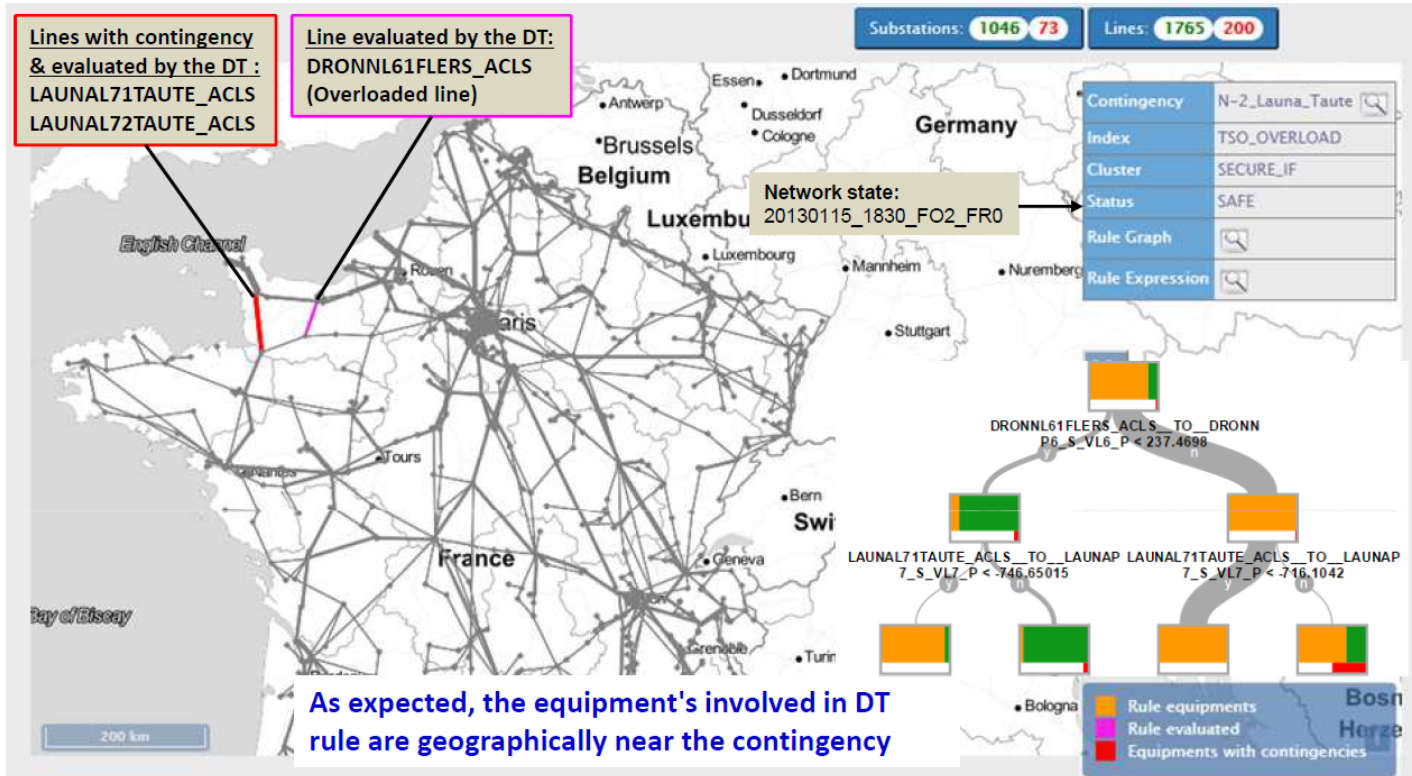 Lines with contingency
& evaluated by the DT :
LAUNAL71TAUTE_ACLS
LAUNAL72TAUTE_ACLS
Line evaluated by the DT:
DRONNL61FLERS_ACLS
(Overloaded line)
Substations: 1046 73
Lines: 1765 200
Essen
Dortmund
Antwerp
Dusseldorf
Cologne
Germany
Brussels
Belgium
Contingency N-2_Launa_Taute
Index TSO_OVERLOAD
Cluster SECURE_IF
Status SAFE
Rule Graph
Rule Expression
Network state:
20130115_1830_FO2_FR0
Luxembu
Luxembourg
English Channel
Rouen
Mannheim
Nuremberg
Paris
Stuttgart
DRONNL61FLERS_ACLS__TO__DRONN
P6_S_VL6_P < 237.4698
y
n
Tours
Nantes
Bern
Swi
LAUNAL71TAUTE_ACLS__TO__LAUNAP
7_S_VL7_P < -746.65015
y
n
LAUNAL71TAUTE_ACLS__TO__LAUNAP
7_S_VL7_P < -716.1042
y
n
France
Geneva
Bay of Biscay
Grenoble
Turin
As expected, the equipment's involved in DT
rule are geographically near the contingency
Bologna
Bosn
Herze
Rule equipments
Rule evaluated
Equipments with contingencies
200 km